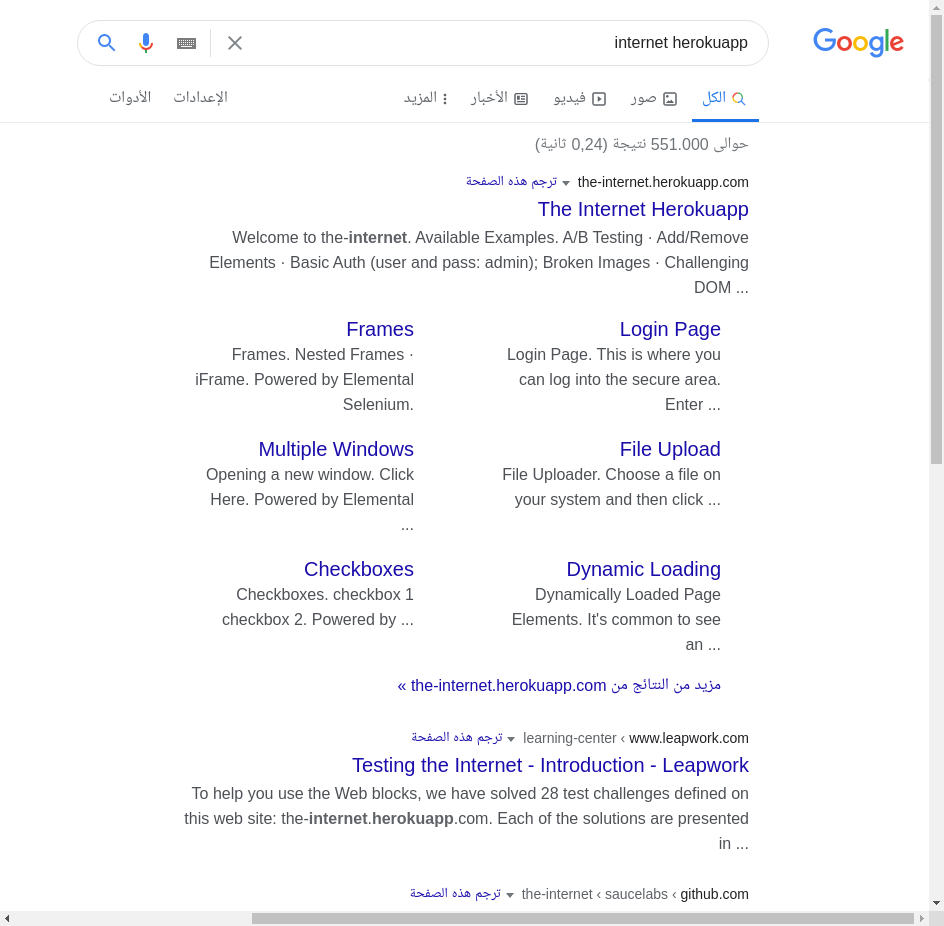 Google
internet herokuapp
الكل
صور
فيديو
الأخبار
المزيد
الإعدادات
الأدوات
حوالى 551.000 نتيجة (0,24 ثانية)
the-internet.herokuapp.com ترجم هذه الصفحة
The Internet Herokuapp
Welcome to the-internet. Available Examples. A/B Testing · Add/Remove
Elements · Basic Auth (user and pass: admin); Broken Images · Challenging
DOM ...
Login Page
Login Page. This is where you
can log into the secure area.
Enter ...
Frames
Frames. Nested Frames ·
iFrame. Powered by Elemental
Selenium.
File Upload
File Uploader. Choose a file on
your system and then click ...
Multiple Windows
Opening a new window. Click
Here. Powered by Elemental
...
Dynamic Loading
Dynamically Loaded Page
Elements. It's common to see
an ...
Checkboxes
Checkboxes. checkbox 1
checkbox 2. Powered by ...
مزيد من النتائج من the-internet.herokuapp.com »
www.leapwork.com › learning-center ترجم هذه الصفحة
Testing the Internet - Introduction - Leapwork
To help you use the Web blocks, we have solved 28 test challenges defined on
this web site: the-internet.herokuapp.com. Each of the solutions are presented
in ...
github.com › saucelabs › the-internet ترجم هذه الصفحة